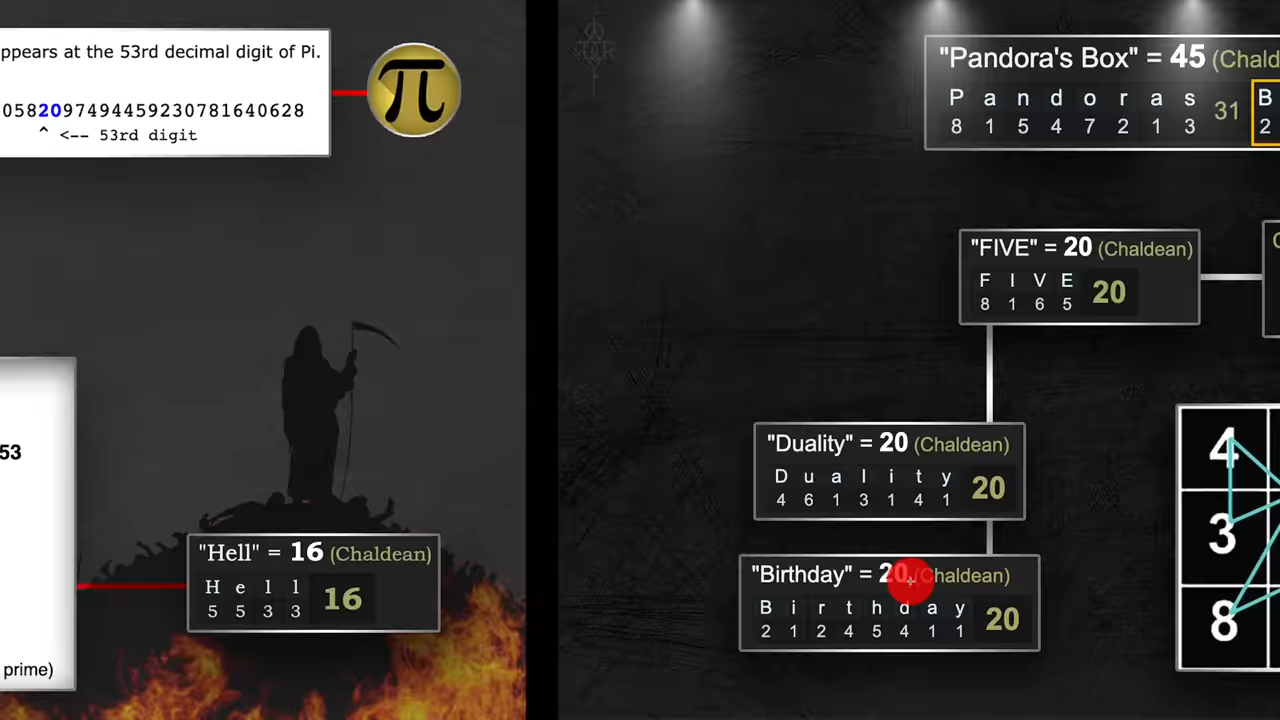 ppears at the 53rd decimal digit of Pi.
058209749445923078164​0628
^ <-- 53rd digit
π
53
prime)
"Hell" = 16 (Chaldean)
H e l l
5 5 3 3 16
"Pandora's Box" = 45 (Chald
P a n d o r a s B
8 1 5 4 7 2 1 3 31 2
"FIVE" = 20 (Chaldean)
F I V E
8 1 6 5 20
"Duality" = 20 (Chaldean)
D u a l i t y
4 6 1 3 1 4 1 20
"Birthday" = 20 (Chaldean)
B i r t h d a y
2 1 2 4 5 4 1 1 20
4
3
8